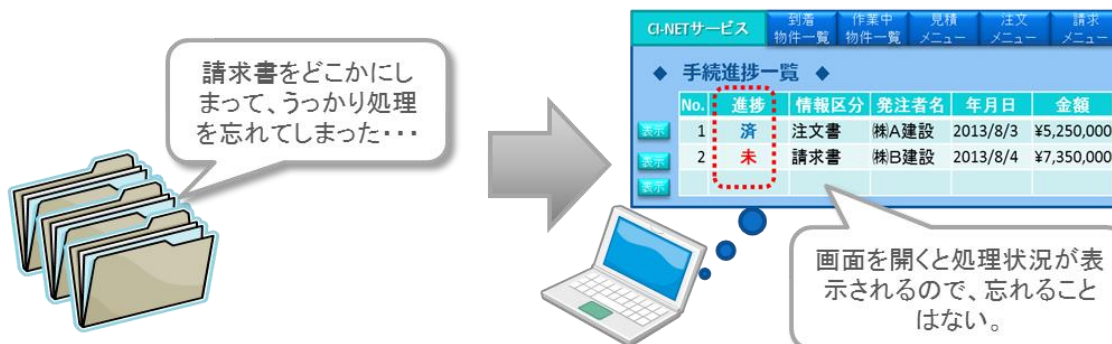 請求書をどこかにし
まって、うっかり処理
を忘れてしまった・・・
CI-NETサービス
到着
物件一覧
作業中
物件一覧
見積
メニュー
注文
メニュー
請求
メニュー
◆ 手続進捗一覧 ◆
No. 進捗 情報区分 発注者名 年月日 金額
表示 1 済 注文書 ㈱A建設 2013/8/3 ¥5,250,000
表示 2 未 請求書 ㈱B建設 2013/8/4 ¥7,350,000
表示
画面を開くと処理状況が表
示されるので、忘れること
はない。